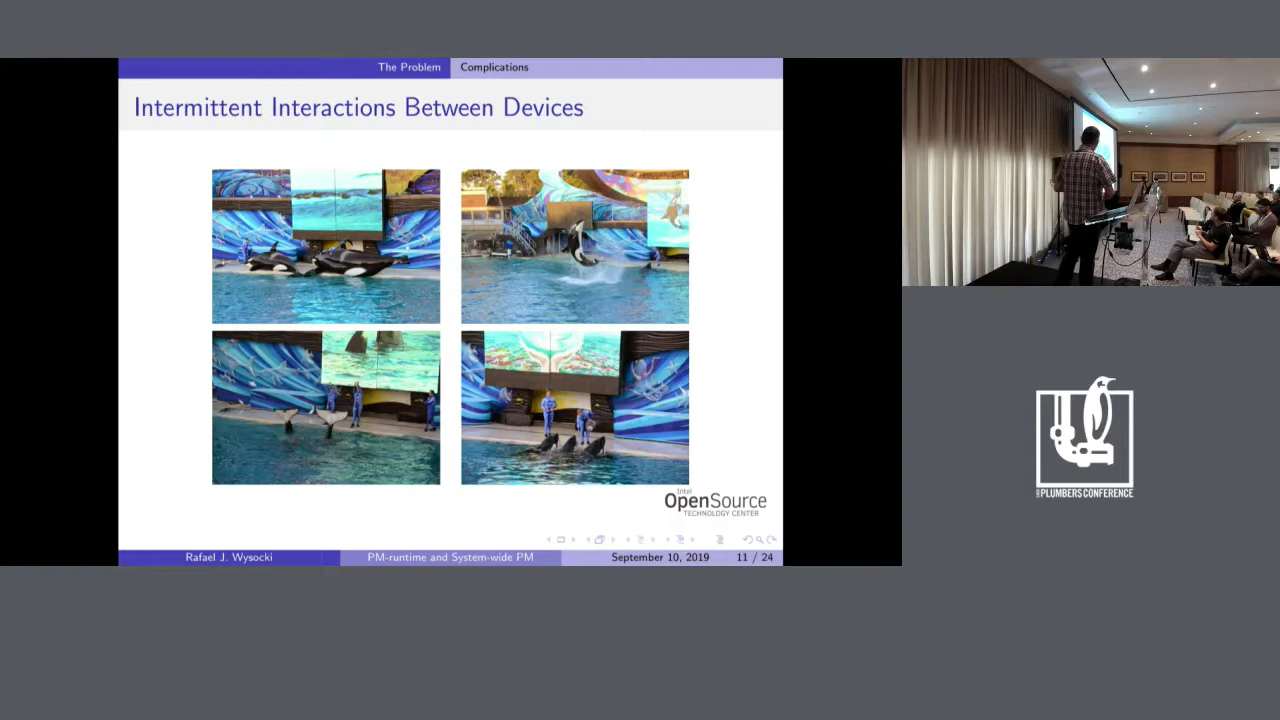 The Problem
Complications
Intermittent Interactions Between Devices
Intel
OpenSource
TECHNOLOGY CENTER
Rafael J. Wysocki
PM-runtime and System-wide PM
September 10, 2019
11 / 24
PLUMBERS CONFERENCE